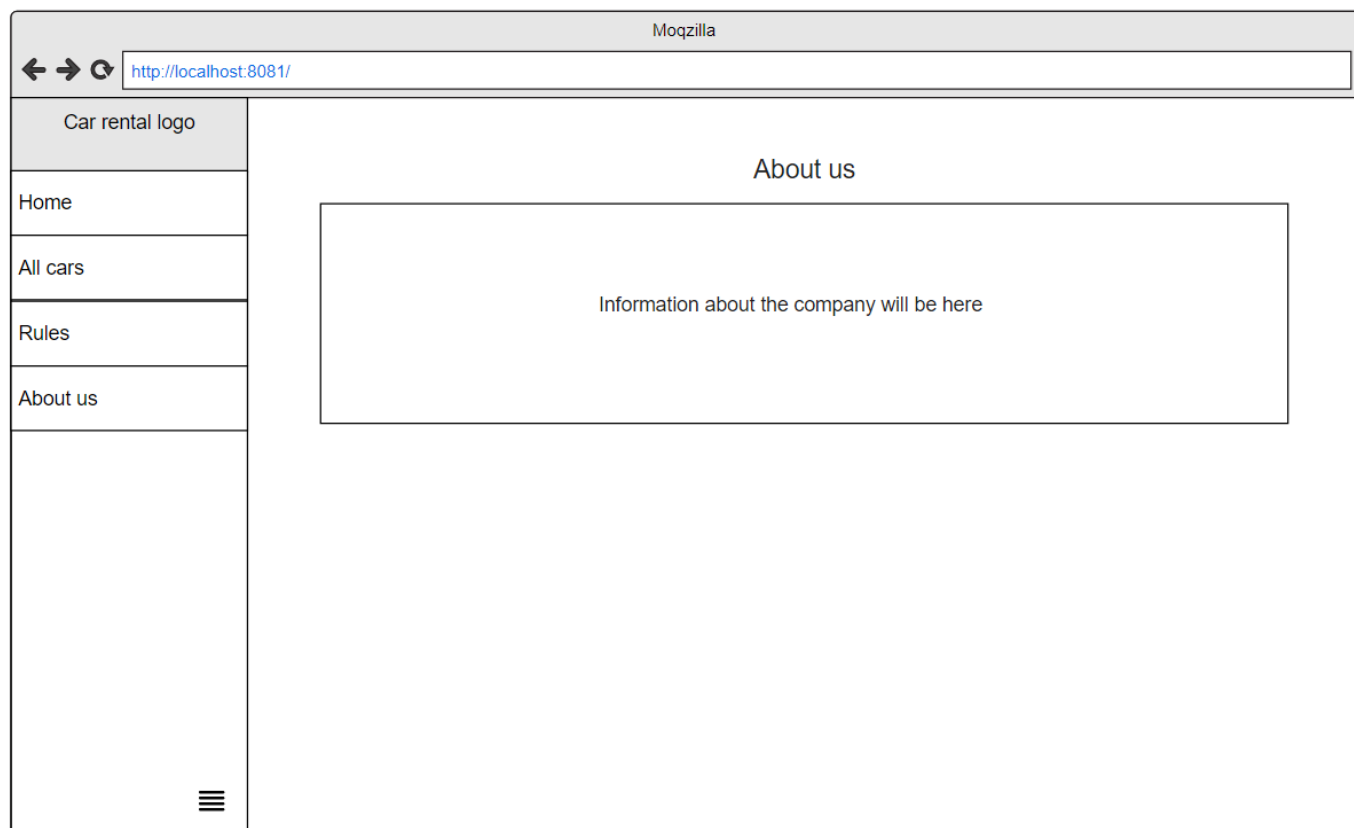 Moqzilla
http://localhost:8081/
Car rental logo
Home
All cars
Rules
About us
About us
Information about the company will be here